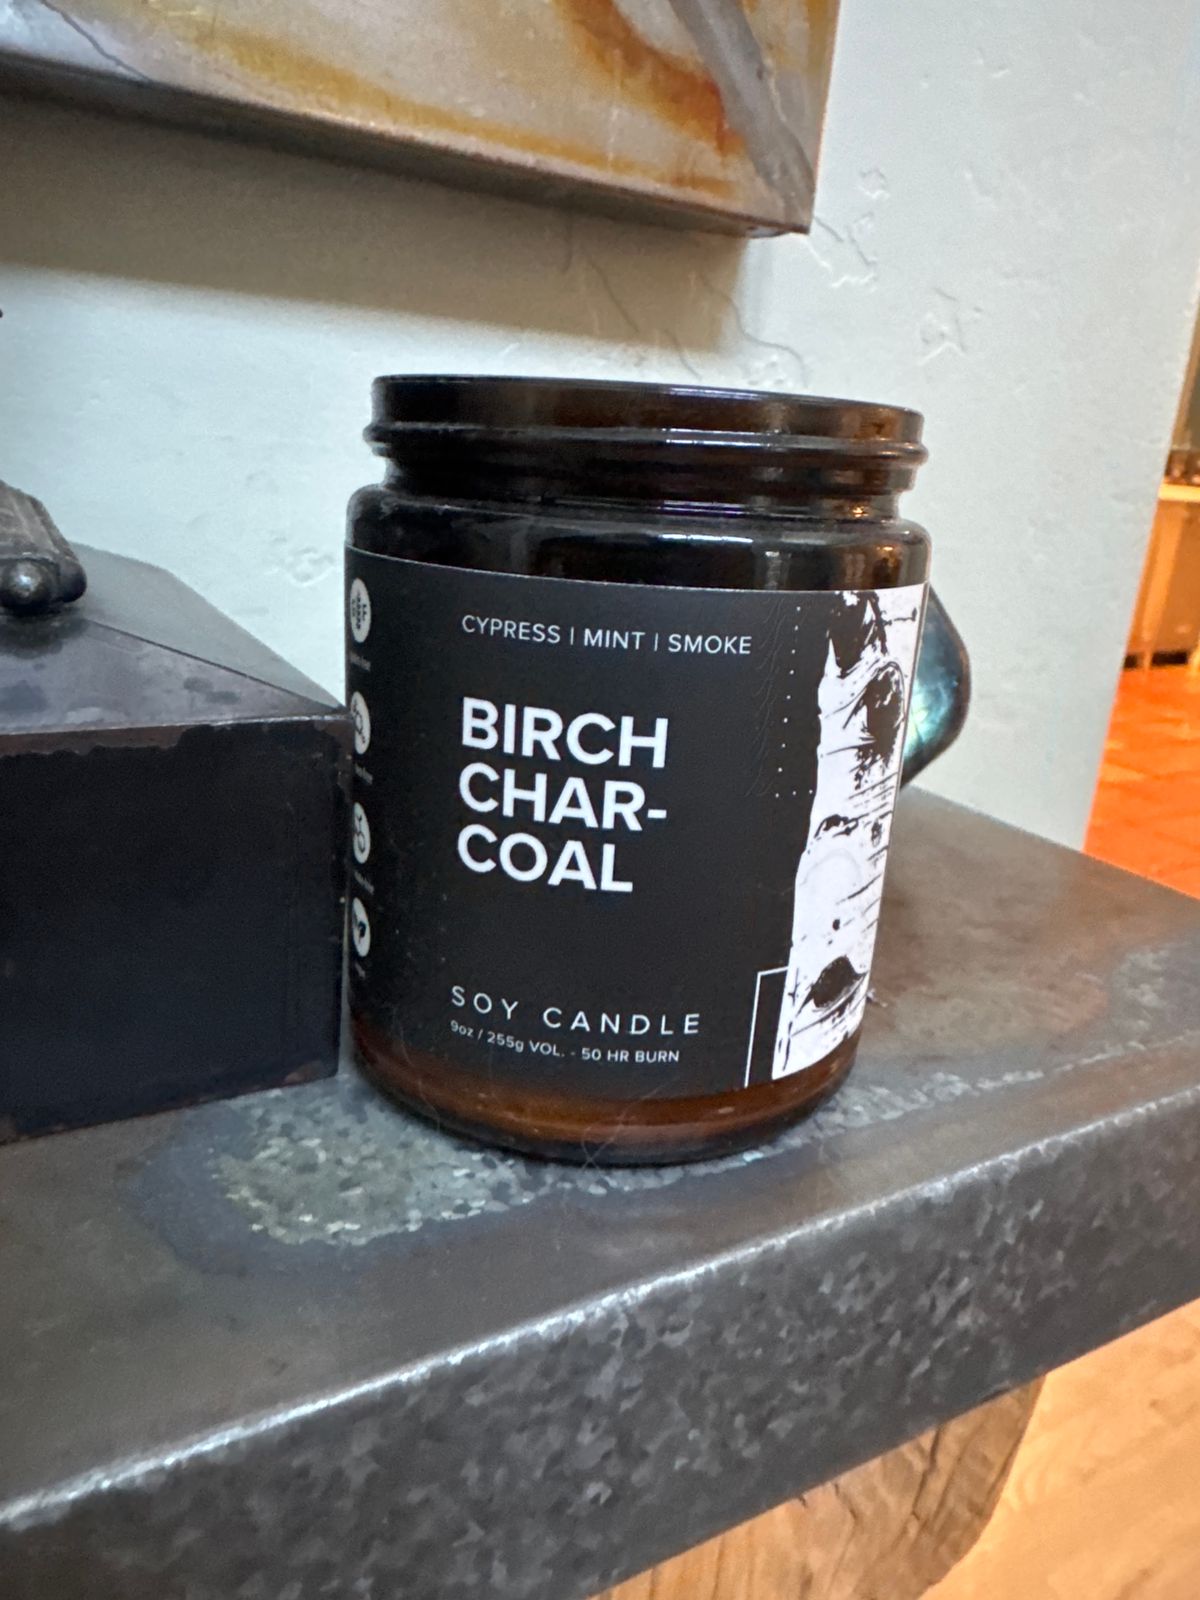 CYPRESS | MINT | SMOKE
BIRCH
CHAR-
COAL
SOY CANDLE
9oz / 255g VOL. - 50 HR BURN